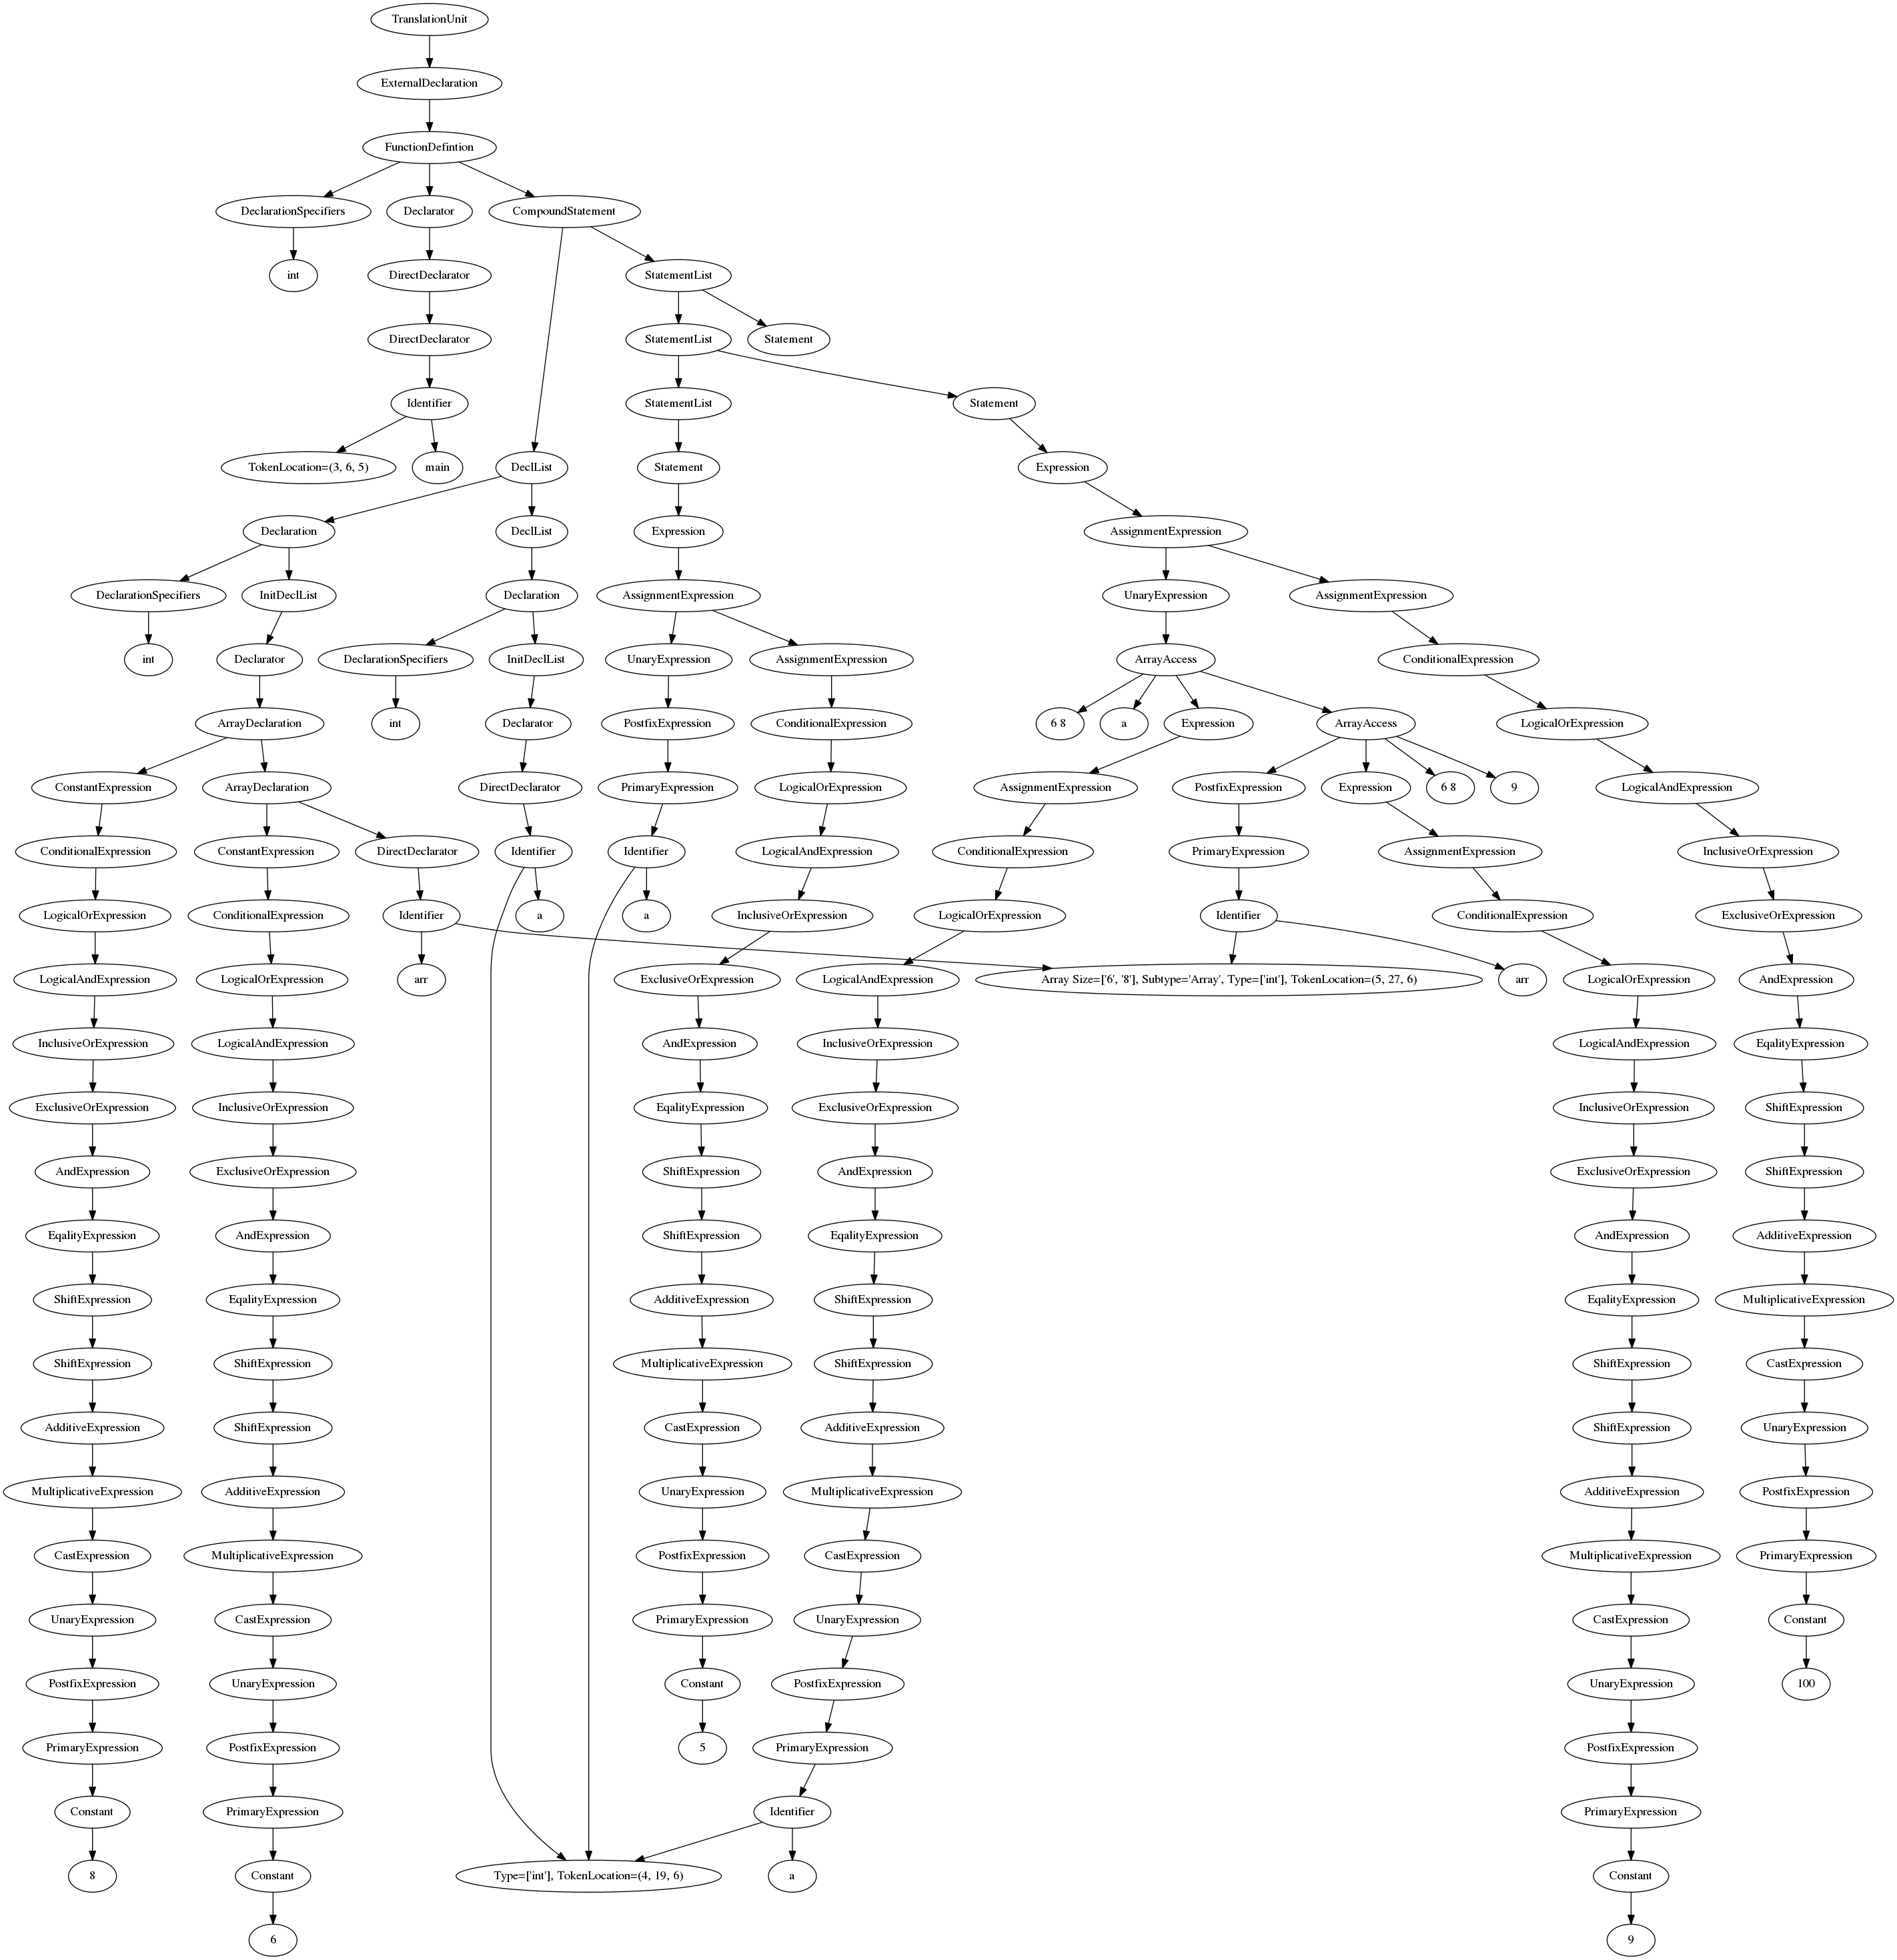 TranslationUnit
ExternalDeclaration
FunctionDefintion
DeclarationSpecifiers Declarator CompoundStatement
int DirectDeclarator StatementList
DirectDeclarator StatementList Statement
Identifier StatementList Statement
TokenLocation=(3, 6, 5) main DeclList Statement Expression
Declaration DeclList Expression AssignmentExpression
DeclarationSpecifiers InitDeclList Declaration AssignmentExpression UnaryExpression AssignmentExpression
int Declarator DeclarationSpecifiers InitDeclList UnaryExpression AssignmentExpression ArrayAccess ConditionalExpression
ArrayDeclaration int Declarator PostfixExpression ConditionalExpression 6 8 a Expression ArrayAccess LogicalOrExpression
ConstantExpression ArrayDeclaration DirectDeclarator PrimaryExpression LogicalOrExpression AssignmentExpression PostfixExpression Expression 6 8 9 LogicalAndExpression
ConditionalExpression ConstantExpression DirectDeclarator Identifier Identifier LogicalAndExpression ConditionalExpression PrimaryExpression AssignmentExpression InclusiveOrExpression
LogicalOrExpression ConditionalExpression Identifier a a InclusiveOrExpression LogicalOrExpression Identifier ConditionalExpression ExclusiveOrExpression
LogicalAndExpression LogicalOrExpression arr ExclusiveOrExpression LogicalAndExpression Array Size=['6', '8'], Subtype='Array', Type=['int'], TokenLocation=(5, 27, 6) arr LogicalOrExpression AndExpression
InclusiveOrExpression LogicalAndExpression AndExpression InclusiveOrExpression LogicalAndExpression EqalityExpression
ExclusiveOrExpression InclusiveOrExpression EqalityExpression ExclusiveOrExpression InclusiveOrExpression ShiftExpression
AndExpression ExclusiveOrExpression ShiftExpression AndExpression ExclusiveOrExpression ShiftExpression
EqalityExpression AndExpression ShiftExpression EqalityExpression AndExpression AdditiveExpression
ShiftExpression EqalityExpression AdditiveExpression ShiftExpression EqalityExpression MultiplicativeExpression
ShiftExpression ShiftExpression MultiplicativeExpression ShiftExpression ShiftExpression CastExpression
AdditiveExpression ShiftExpression CastExpression AdditiveExpression ShiftExpression UnaryExpression
MultiplicativeExpression AdditiveExpression UnaryExpression MultiplicativeExpression AdditiveExpression PostfixExpression
CastExpression MultiplicativeExpression PostfixExpression CastExpression MultiplicativeExpression PrimaryExpression
UnaryExpression CastExpression PrimaryExpression UnaryExpression CastExpression Constant
PostfixExpression UnaryExpression Constant PostfixExpression UnaryExpression 100
PrimaryExpression PostfixExpression 5 PrimaryExpression PostfixExpression
Constant PrimaryExpression Identifier PrimaryExpression
8 Constant Type=['int'], TokenLocation=(4, 19, 6) a Constant
6 9